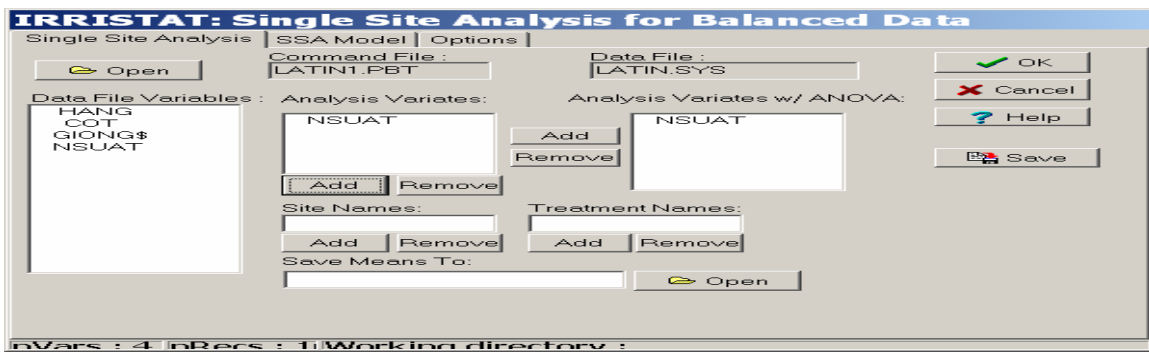 IRRISTAT: Single Site Analysis for Balanced Data
Single Site Analysis SSA Model Options
Open
Command File :
LATIN1.PBT
Data File :
LATIN.SYS
OK
Cancel
Help
Save
Data File Variables :
HANG
COT
GIONG$
NSUAT
Analysis Variates:
NSUAT
Add
Remove
Analysis Variates w/ ANOVA:
NSUAT
Add Remove
Site Names:
Add Remove
Treatment Names:
Add Remove
Save Means To:
Open
nVars : 4 nRecs : 1 Working directory :